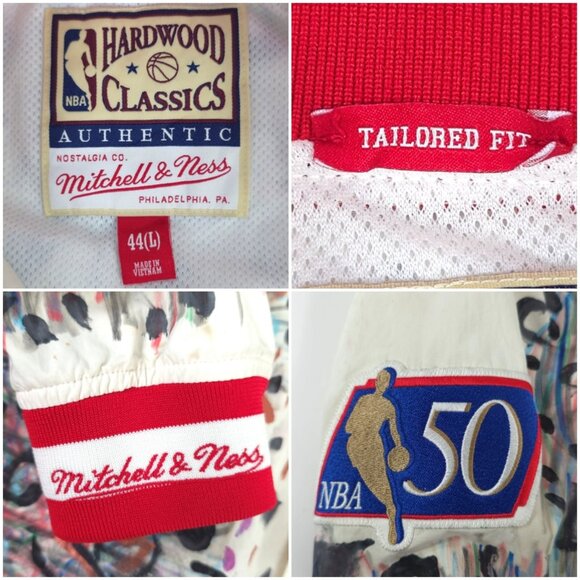 HARDWOOD
NBA
CLASSICS
AUTHENTIC
NOSTALGIA CO.
Mitchell & Ness
PHILADELPHIA, PA.
44(L)
MADE IN
VIETNAM
TAILORED FIT
Mitchell & Ness
NBA 50